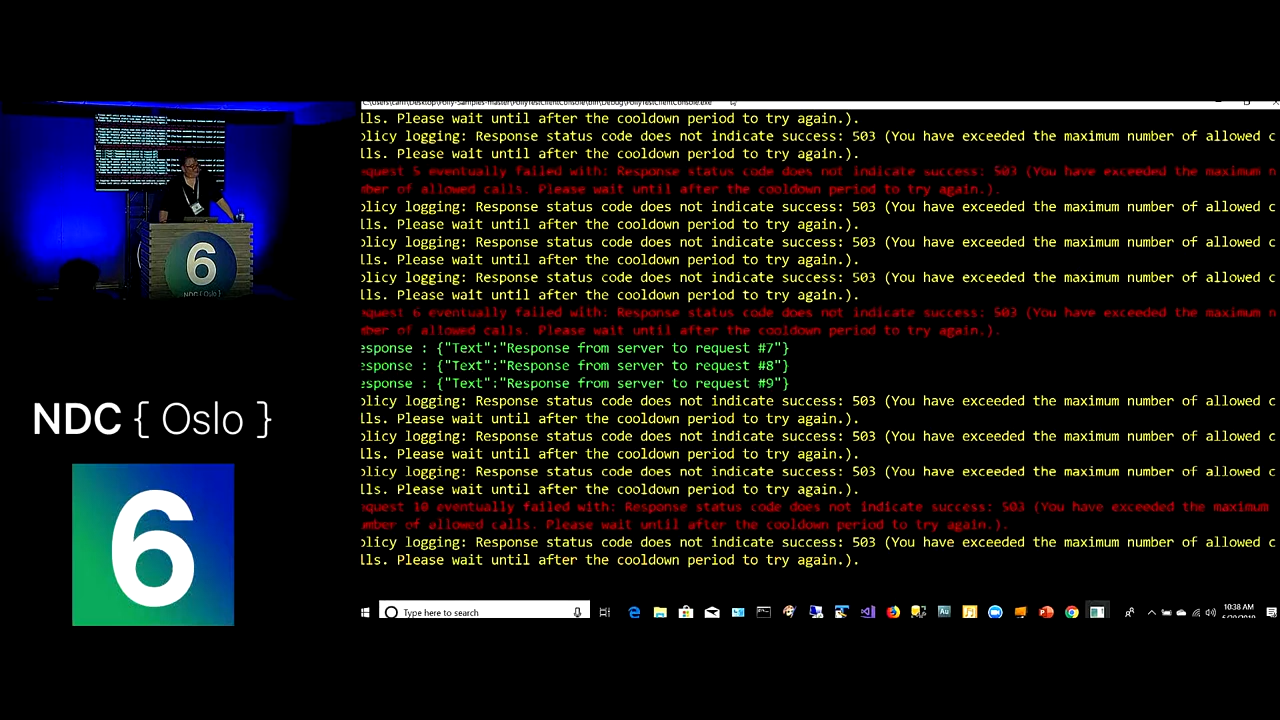 C:\Users\carll\Desktop\Polly-Samples-master\PollyTestClientConsole\bin\Debug\PollyTestClientConsole.exe
lls. Please wait until after the cooldown period to try again.).
olicy logging: Response status code does not indicate success: 503 (You have exceeded the maximum number of allowed c
lls. Please wait until after the cooldown period to try again.).
equest 5 eventually failed with: Response status code does not indicate success: 503 (You have exceeded the maximum n
mber of allowed calls. Please wait until after the cooldown period to try again.).
olicy logging: Response status code does not indicate success: 503 (You have exceeded the maximum number of allowed c
lls. Please wait until after the cooldown period to try again.).
olicy logging: Response status code does not indicate success: 503 (You have exceeded the maximum number of allowed c
lls. Please wait until after the cooldown period to try again.).
olicy logging: Response status code does not indicate success: 503 (You have exceeded the maximum number of allowed c
lls. Please wait until after the cooldown period to try again.).
equest 6 eventually failed with: Response status code does not indicate success: 503 (You have exceeded the maximum n
mber of allowed calls. Please wait until after the cooldown period to try again.).
esponse : {"Text":"Response from server to request #7"}
esponse : {"Text":"Response from server to request #8"}
esponse : {"Text":"Response from server to request #9"}
olicy logging: Response status code does not indicate success: 503 (You have exceeded the maximum number of allowed c
lls. Please wait until after the cooldown period to try again.).
olicy logging: Response status code does not indicate success: 503 (You have exceeded the maximum number of allowed c
lls. Please wait until after the cooldown period to try again.).
olicy logging: Response status code does not indicate success: 503 (You have exceeded the maximum number of allowed c
lls. Please wait until after the cooldown period to try again.).
equest 10 eventually failed with: Response status code does not indicate success: 503 (You have exceeded the maximum
umber of allowed calls. Please wait until after the cooldown period to try again.).
olicy logging: Response status code does not indicate success: 503 (You have exceeded the maximum number of allowed c
lls. Please wait until after the cooldown period to try again.).
Type here to search
10:38 AM
6
NDC { Oslo }
NDC { Oslo }
6